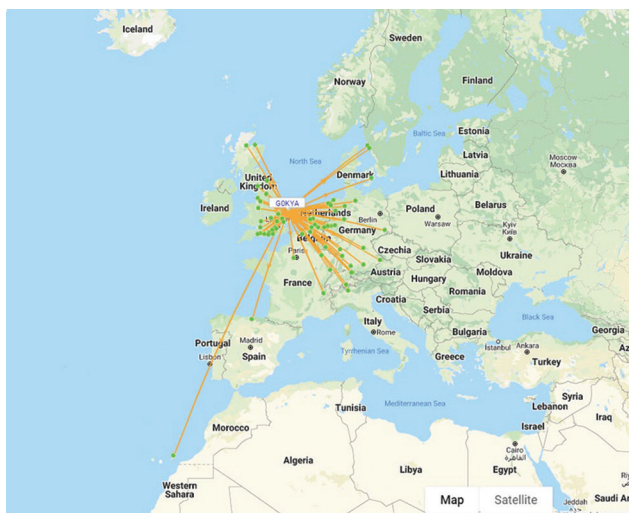 Iceland
Sweden
Norway
Finland
Baltic Sea
Estonia
Latvia
Moscow
Москва
North Sea
Denmark
Lithuania
United
Kingdom
G0KYA
Ireland
Netherlands
Berlin
Poland
Warsaw
Belarus
Germany
Belgium
Kyiv
Київ
Paris
Czechia
Slovakia
Ukraine
Austria
Hungary
Moldova
France
Croatia
Romania
Serbia
Italy
Rome
Bulgaria
Black Sea
Georgia
Portugal
Madrid
Lisbon
Spain
Tyrrhenian Sea
Greece
Istanbul
Ankara
Turkey
Az
Mediterranean Sea
Tunisia
Syria
Lebanon
Iraq
Israel
Morocco
Cairo
القاهرة
Algeria
Libya
Egypt
Western
Sahara
Jeddah
جدة
Saudi Ar
Map
Satellite